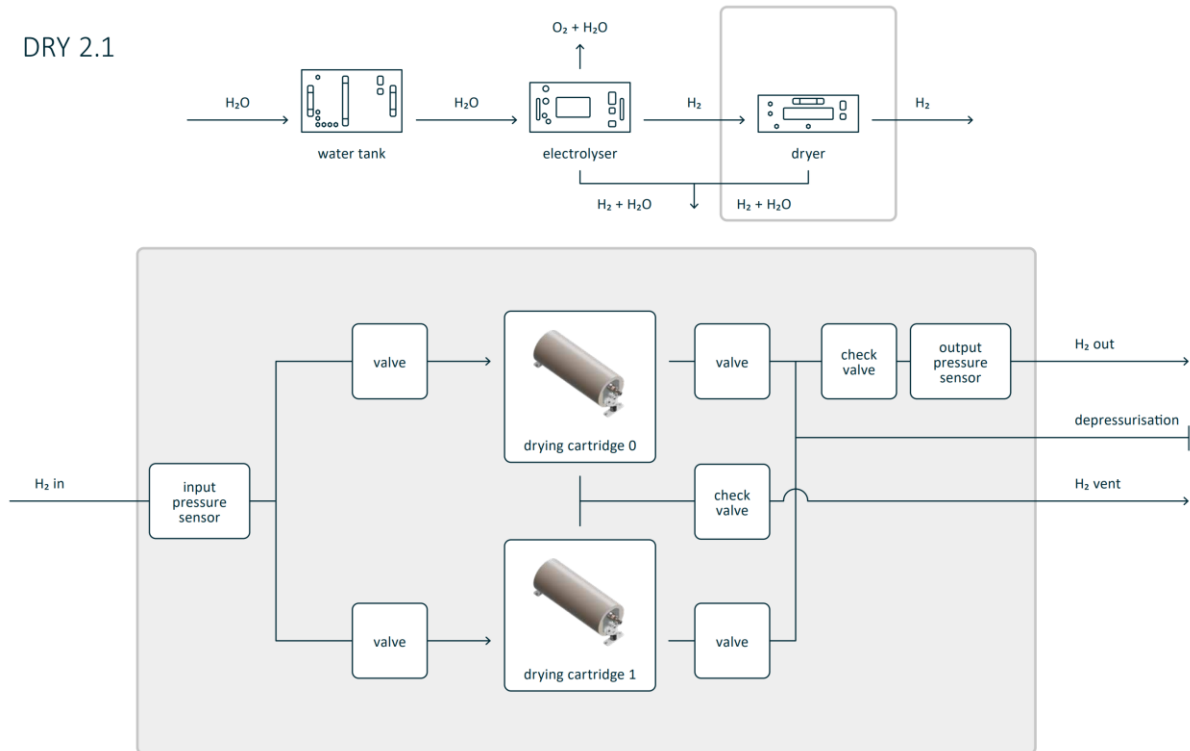 DRY 2.1
O₂ + H₂O
H₂O
H₂O
H₂
H₂
water tank
electrolyser
dryer
H₂ + H₂O
H₂ + H₂O
valve
drying cartridge 0
valve
check
valve
output
pressure
sensor
H₂ out
depressurisation
H₂ in
input
pressure
sensor
check
valve
H₂ vent
valve
drying cartridge 1
valve